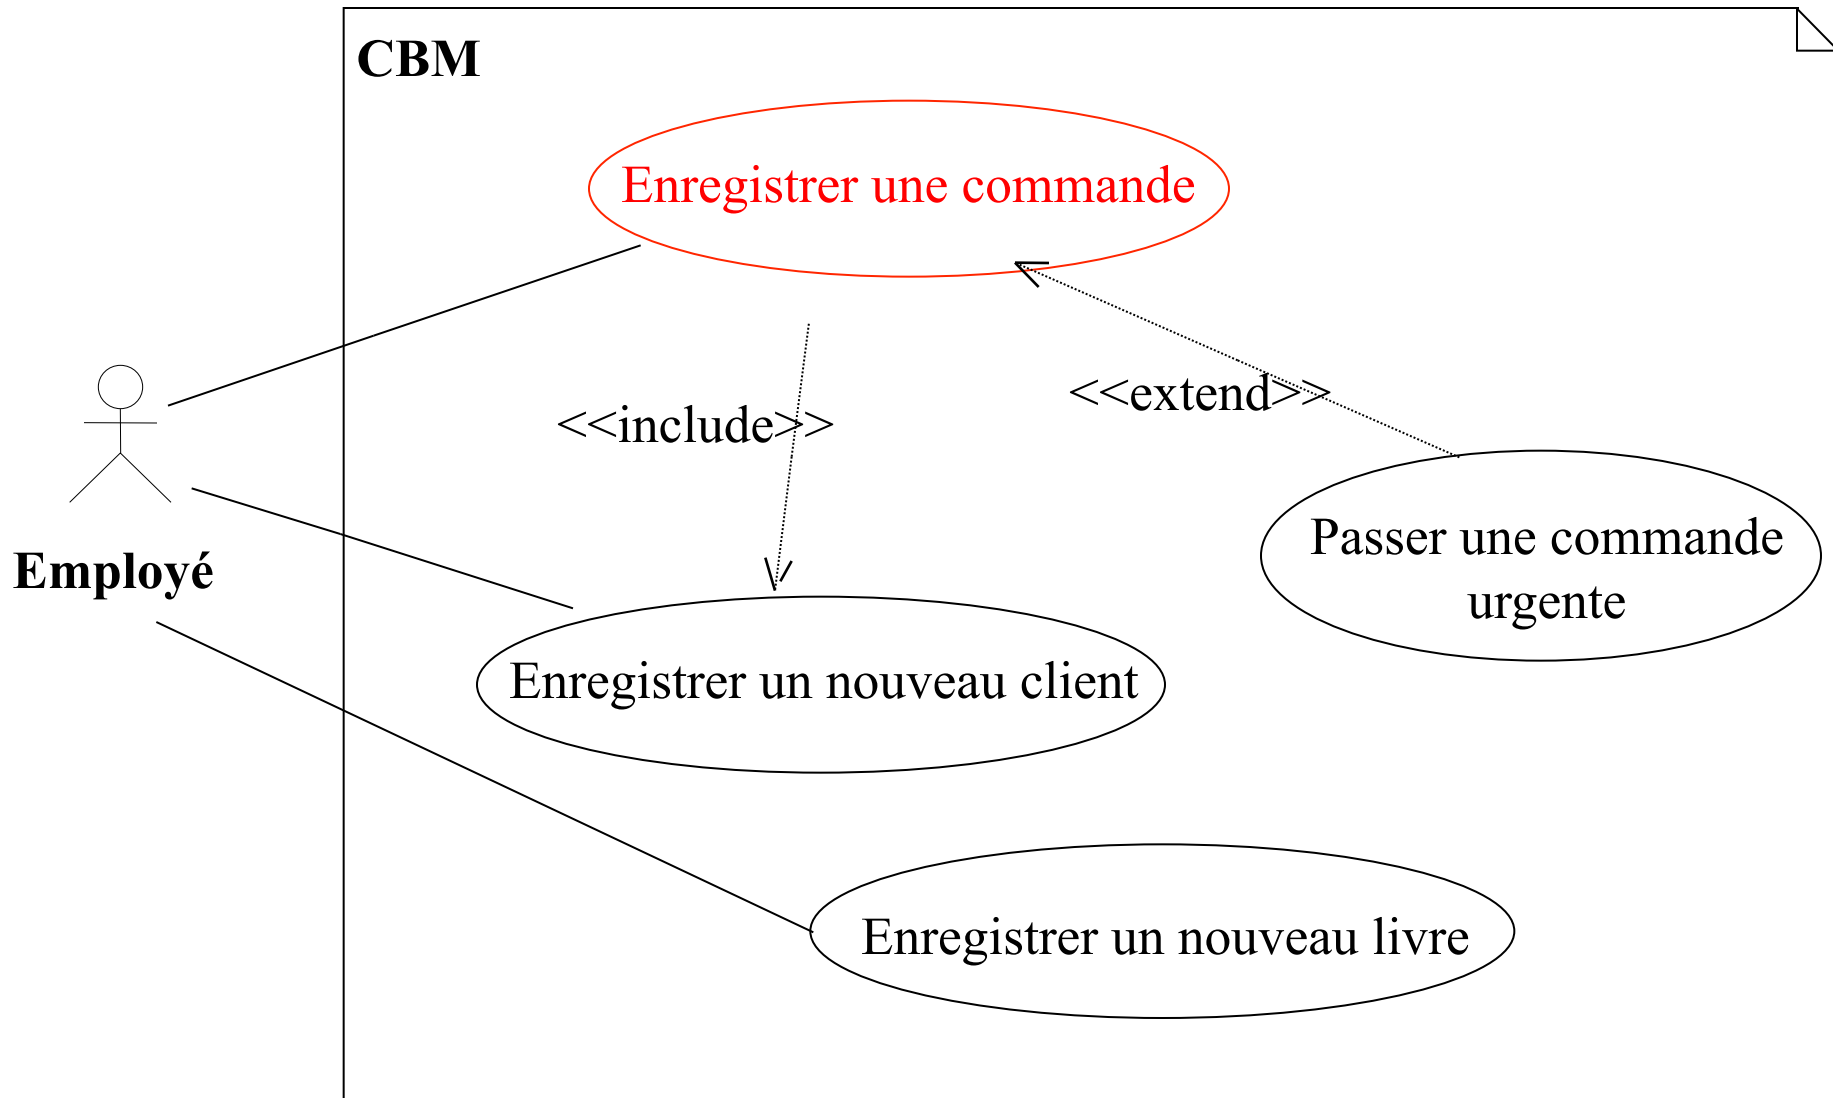 CBM
Enregistrer une commande
<<extend>>
<<include>>
Passer une commande
urgente
Employé
Enregistrer un nouveau client
Enregistrer un nouveau livre